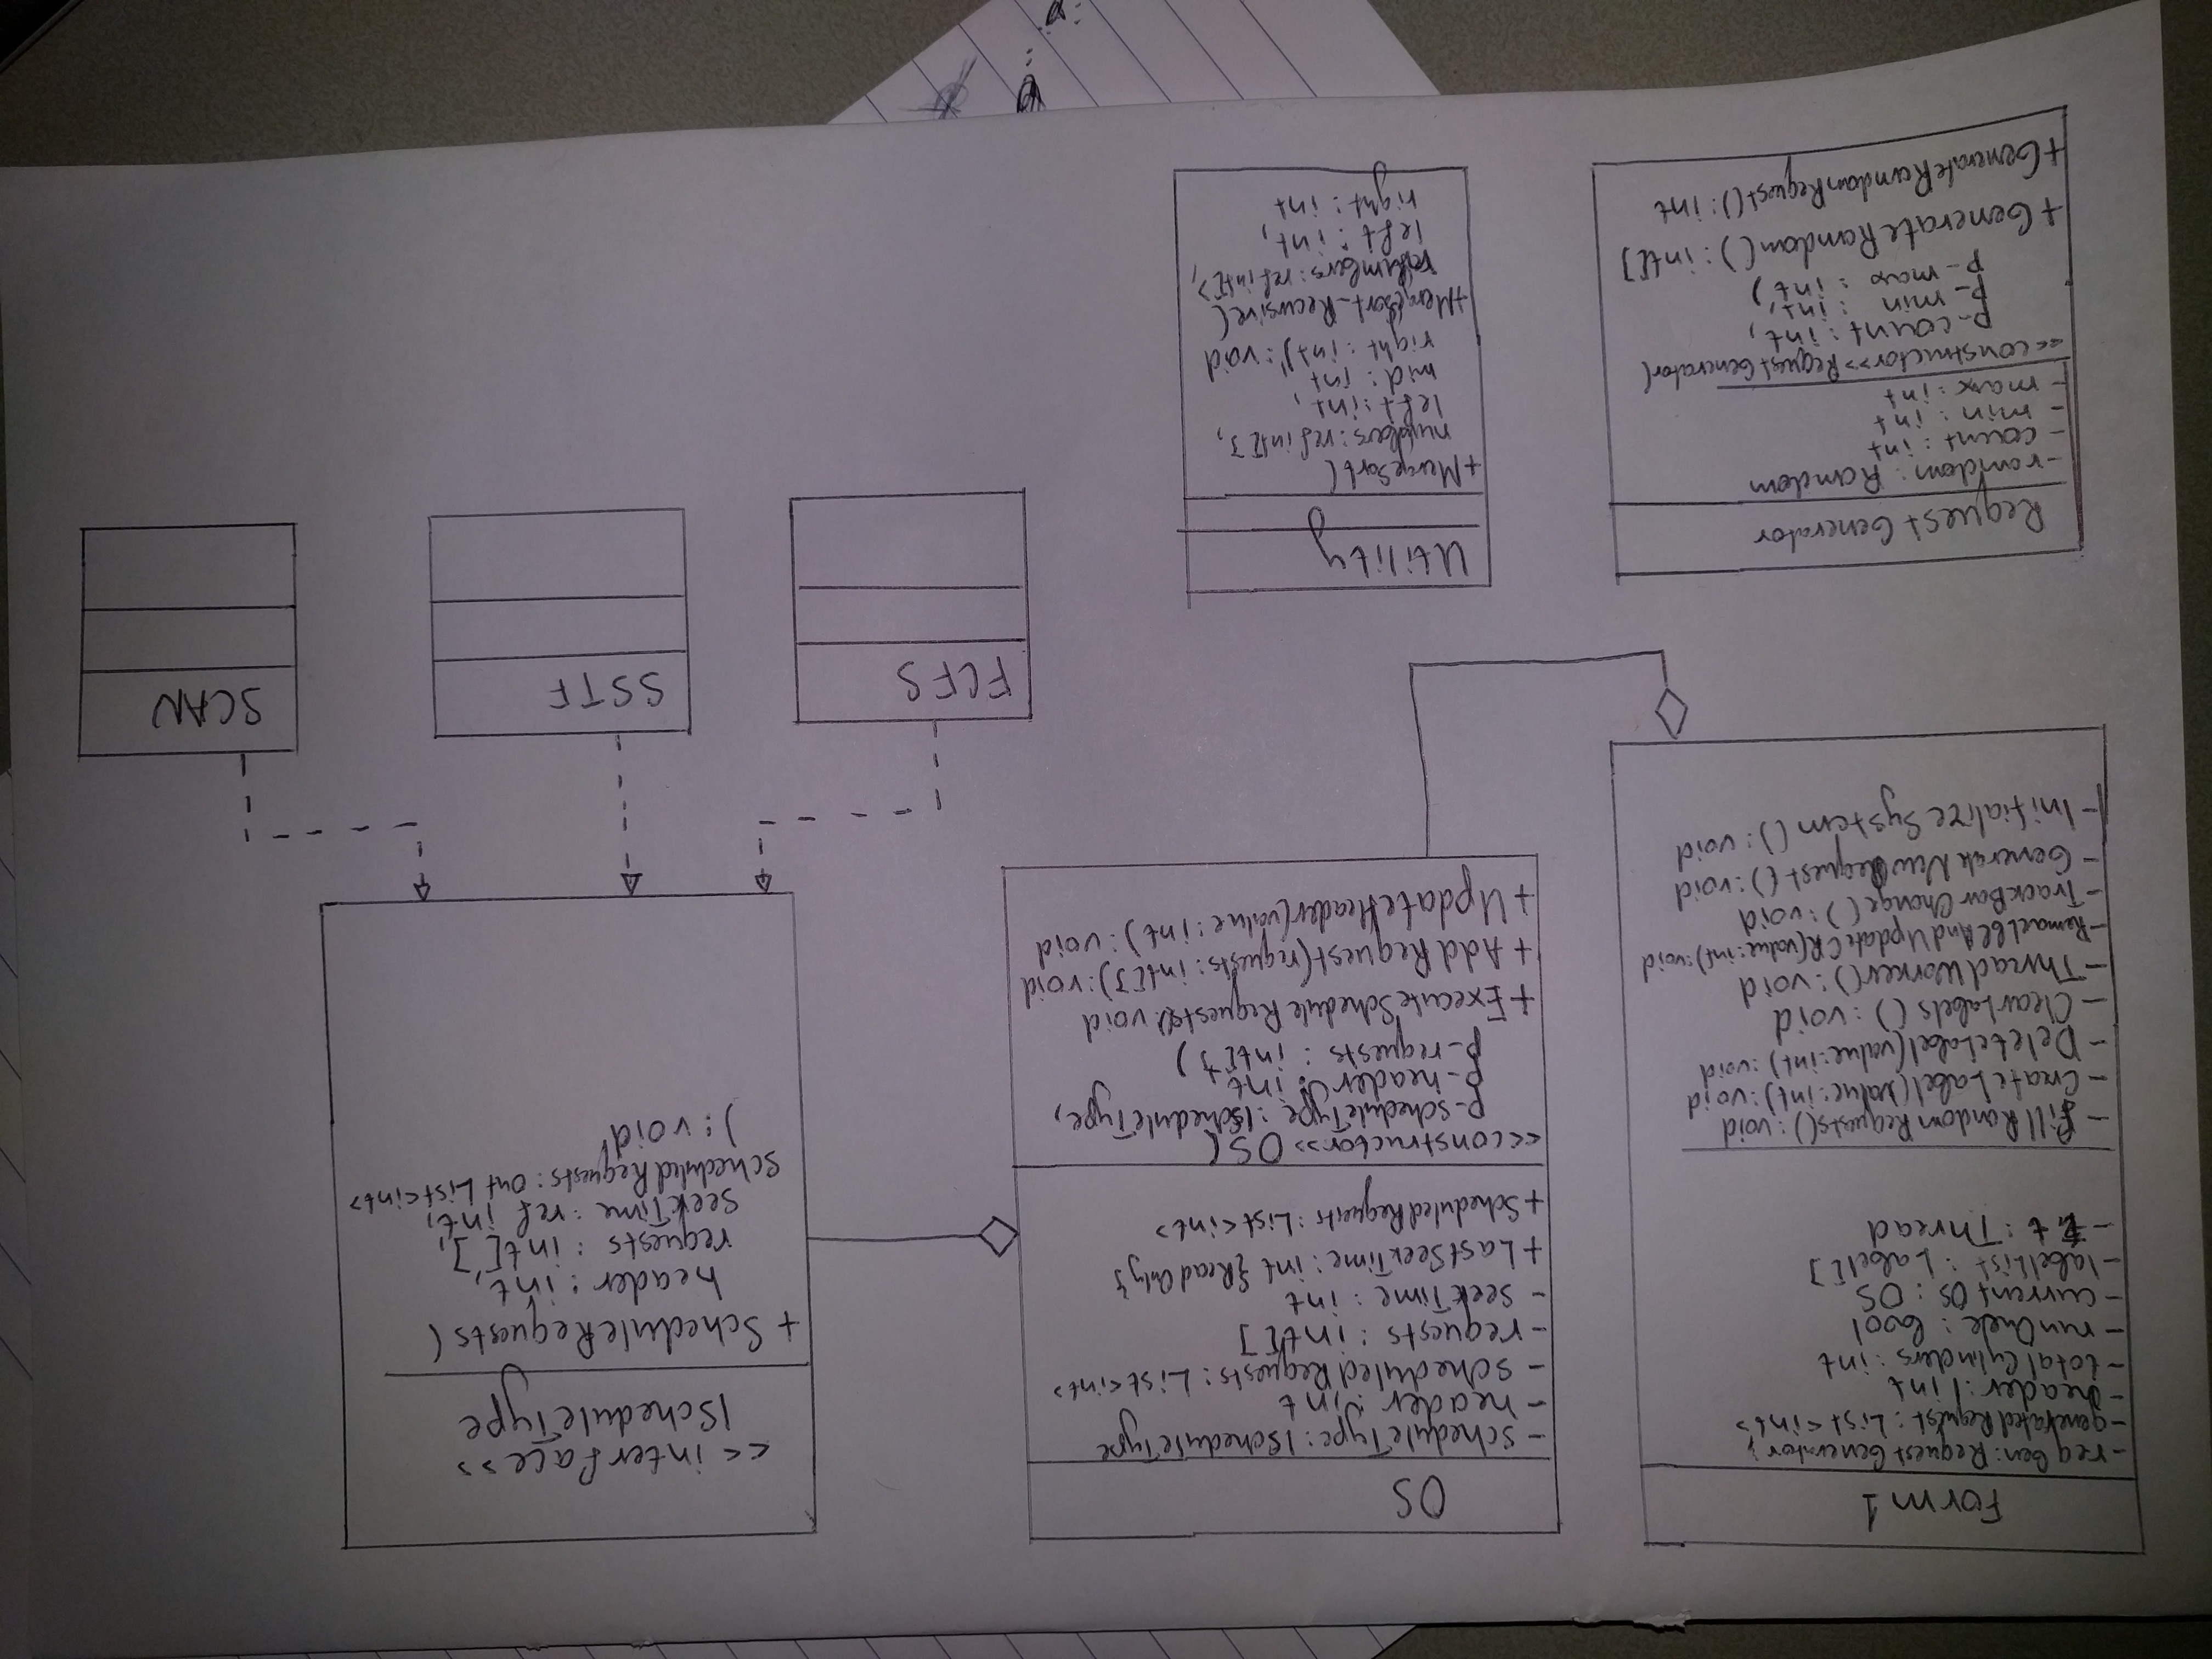 Form1
-reqGen: RequestGenerator;
-generatedRequest: List<int>
-header: int
-totalCylinders: int
-runOnce: bool
-currentOS: OS
-labelList: Label[]
- t: Thread
- FillRandomRequests(): void
- CreateLabel(value: int): void
- DeleteLabel(value: int): void
- ClearLabels(): void
- ThreadWorker(): void
-RemoveLBLAndUpdateCR(value: int): void
-TrackBarChange(): void
- GenerateNewRequest(): void
- InitializeSystem(): void
OS
- scheduleType: IScheduleType
- header: int
- scheduledRequests: List<int>
- requests: int[]
- seekTime: int
+ LastSeekTime: int {Read Only}
+ ScheduledRequests: List<int>
<<constructor>> OS(
p_scheduleType: IScheduleType,
p_header: int,
p_requests: int[])
+ ExecuteScheduleRequests(): void
+ AddRequest(requests: int[]): void
+ UpdateHeader(value: int): void
<<interface>>
IScheduleType
+ ScheduleRequests(
header: int,
requests: int[],
seekTime: ref int,
scheduledRequests: out List<int>
): void
FCFS
SSTF
SCAN
Request Generator
-random: Random
- count: int
- min: int
- max: int
<<constructor>> RequestGenerator(
p_count: int,
p_min: int,
p_max: int)
+ GenerateRandom(): int[]
+ GenerateRandomRequest(): int
Utility
+MergeSort(
numbers: ref int[],
left: int,
mid: int,
right: int): void
+MergeSort_Recursive(
numbers: ref int[],
left: int,
right: int